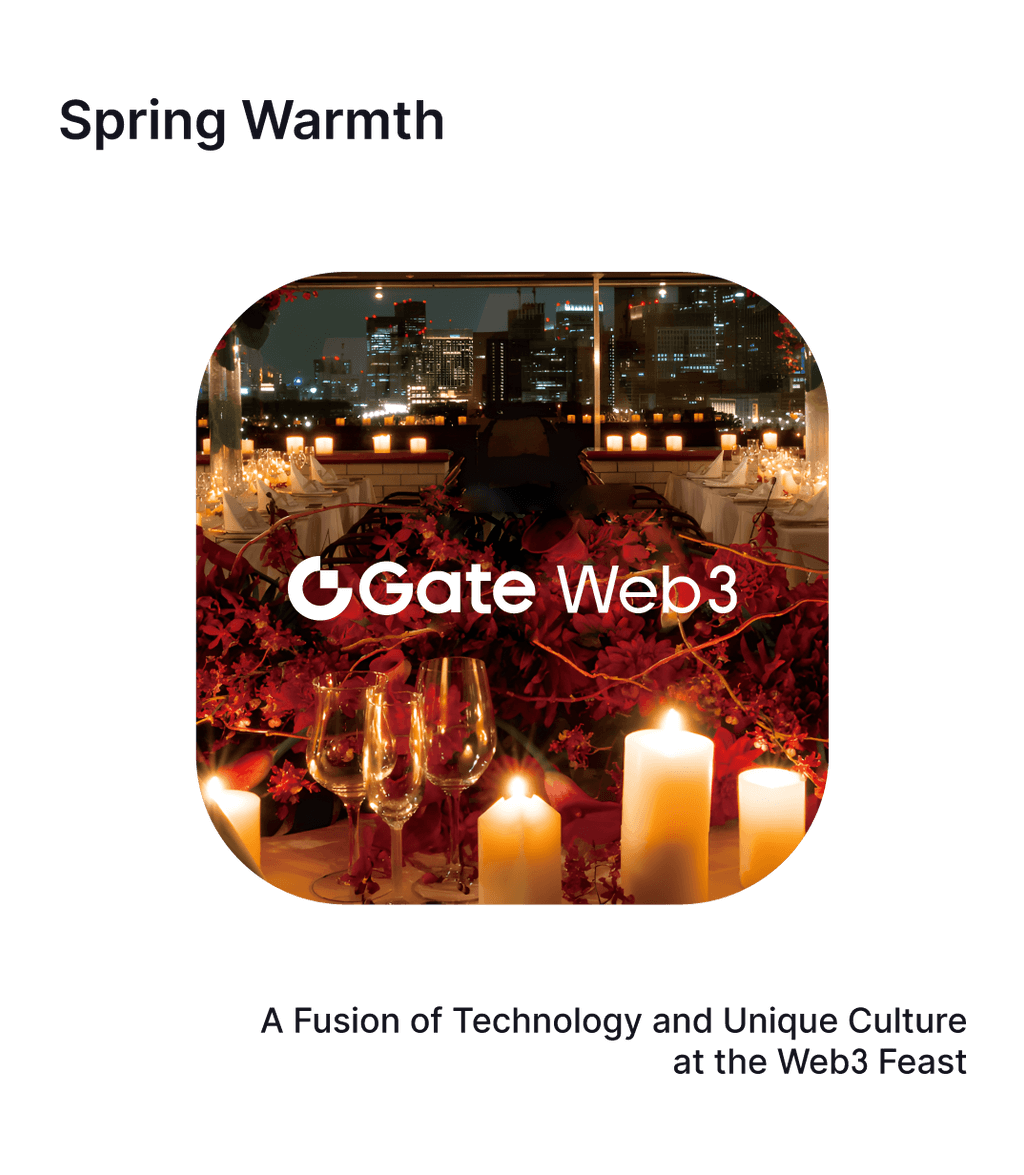 Spring Warmth
Gate Web3
A Fusion of Technology and Unique Culture
at the Web3 Feast